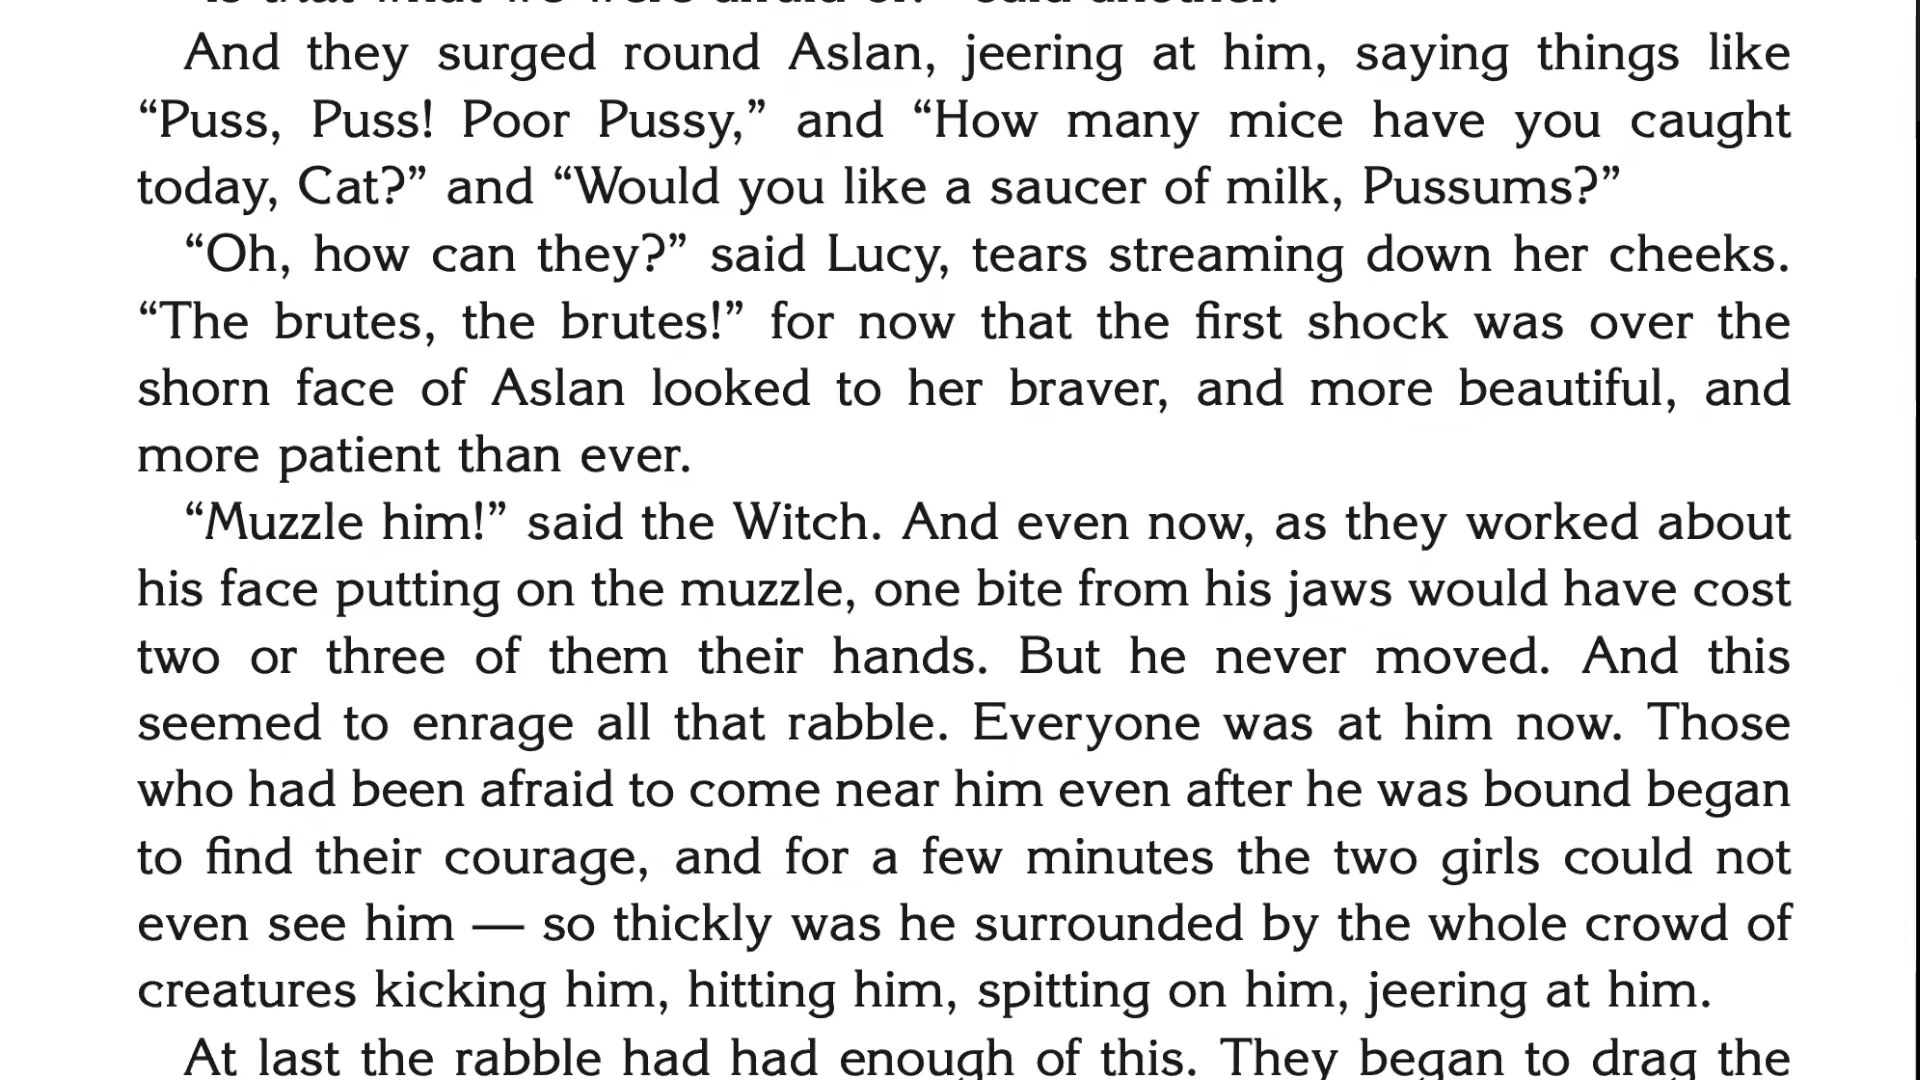 And they surged round Aslan, jeering at him, saying things like
“Puss, Puss! Poor Pussy,” and “How many mice have you caught
today, Cat?” and “Would you like a saucer of milk, Pussums?”
“Oh, how can they?” said Lucy, tears streaming down her cheeks.
“The brutes, the brutes!” for now that the first shock was over the
shorn face of Aslan looked to her braver, and more beautiful, and
more patient than ever.
“Muzzle him!” said the Witch. And even now, as they worked about
his face putting on the muzzle, one bite from his jaws would have cost
two or three of them their hands. But he never moved. And this
seemed to enrage all that rabble. Everyone was at him now. Those
who had been afraid to come near him even after he was bound began
to find their courage, and for a few minutes the two girls could not
even see him — so thickly was he surrounded by the whole crowd of
creatures kicking him, hitting him, spitting on him, jeering at him.
At last the rabble had had enough of this. They began to drag the